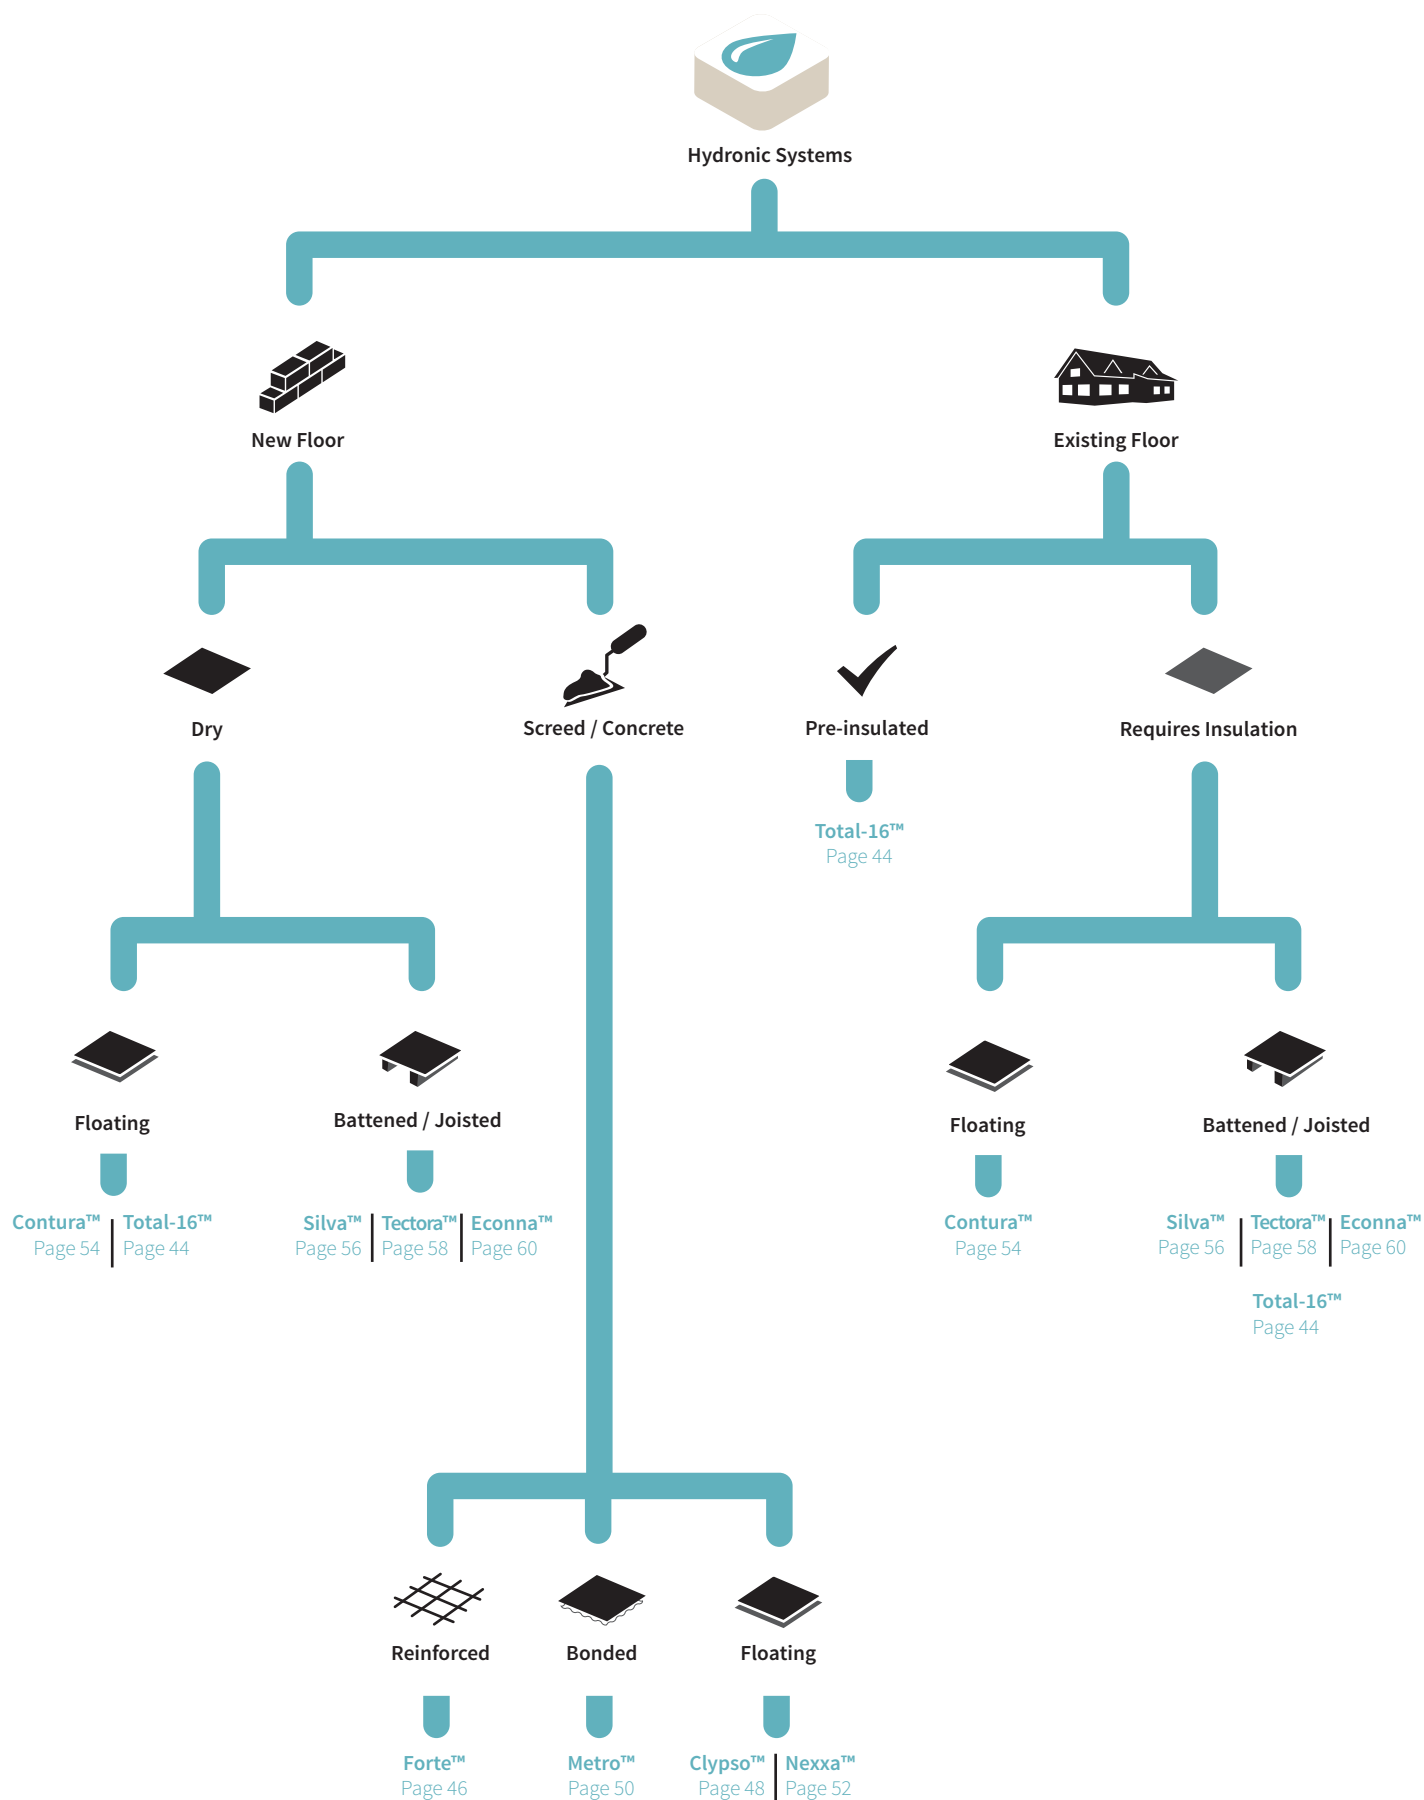 Hydronic Systems
New Floor
Existing Floor
Dry
Screed / Concrete
Pre-insulated
Requires Insulation
Total-16™
Page 44
Floating
Battened / Joisted
Floating
Battened / Joisted
Contura™ Total-16™
Page 54 Page 44
Silva™ Tectora™ Econna™
Page 56 Page 58 Page 60
Contura™
Page 54
Silva™ Tectora™ Econna™
Page 56 Page 58 Page 60
Total-16™
Page 44
Reinforced
Bonded
Floating
Forte™
Page 46
Metro™
Page 50
Clypso™ Nexxa™
Page 48 Page 52